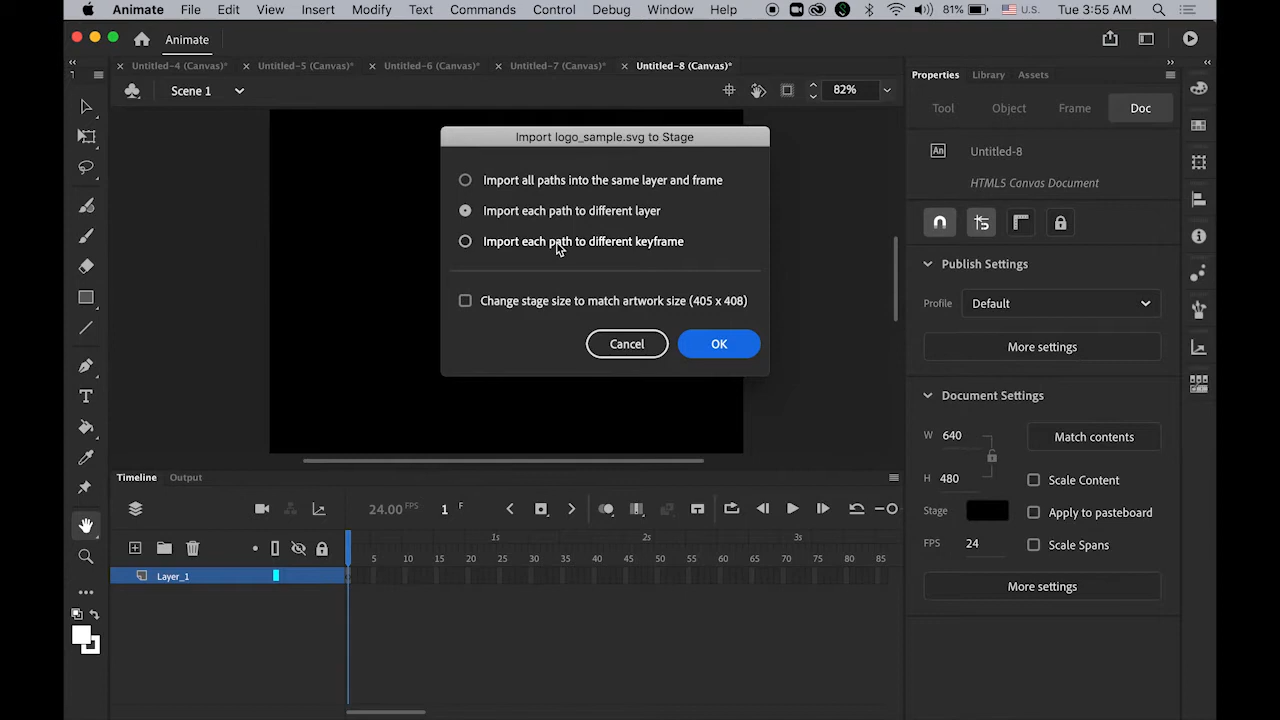 Animate File Edit View Insert Modify Text Commands Control Debug Window Help 81% U.S. Tue 3:55 AM
Animate
Untitled-4 (Canvas)* Untitled-5 (Canvas)* Untitled-6 (Canvas)* Untitled-7 (Canvas)* Untitled-8 (Canvas)*
Scene 1 82%
Import logo_sample.svg to Stage
Import all paths into the same layer and frame
Import each path to different layer
Import each path to different keyframe
Change stage size to match artwork size (405 x 408)
Cancel OK
Properties Library Assets
Tool Object Frame Doc
An Untitled-8
HTML5 Canvas Document
Publish Settings
Profile Default
More settings
Document Settings
W 640 Match contents
H 480 Scale Content
Stage Apply to pasteboard
FPS 24 Scale Spans
More settings
Timeline Output
24.00 FPS 1 F
1s 2s 3s
5 10 15 20 25 30 35 40 45 50 55 60 65 70 75 80 85
Layer_1